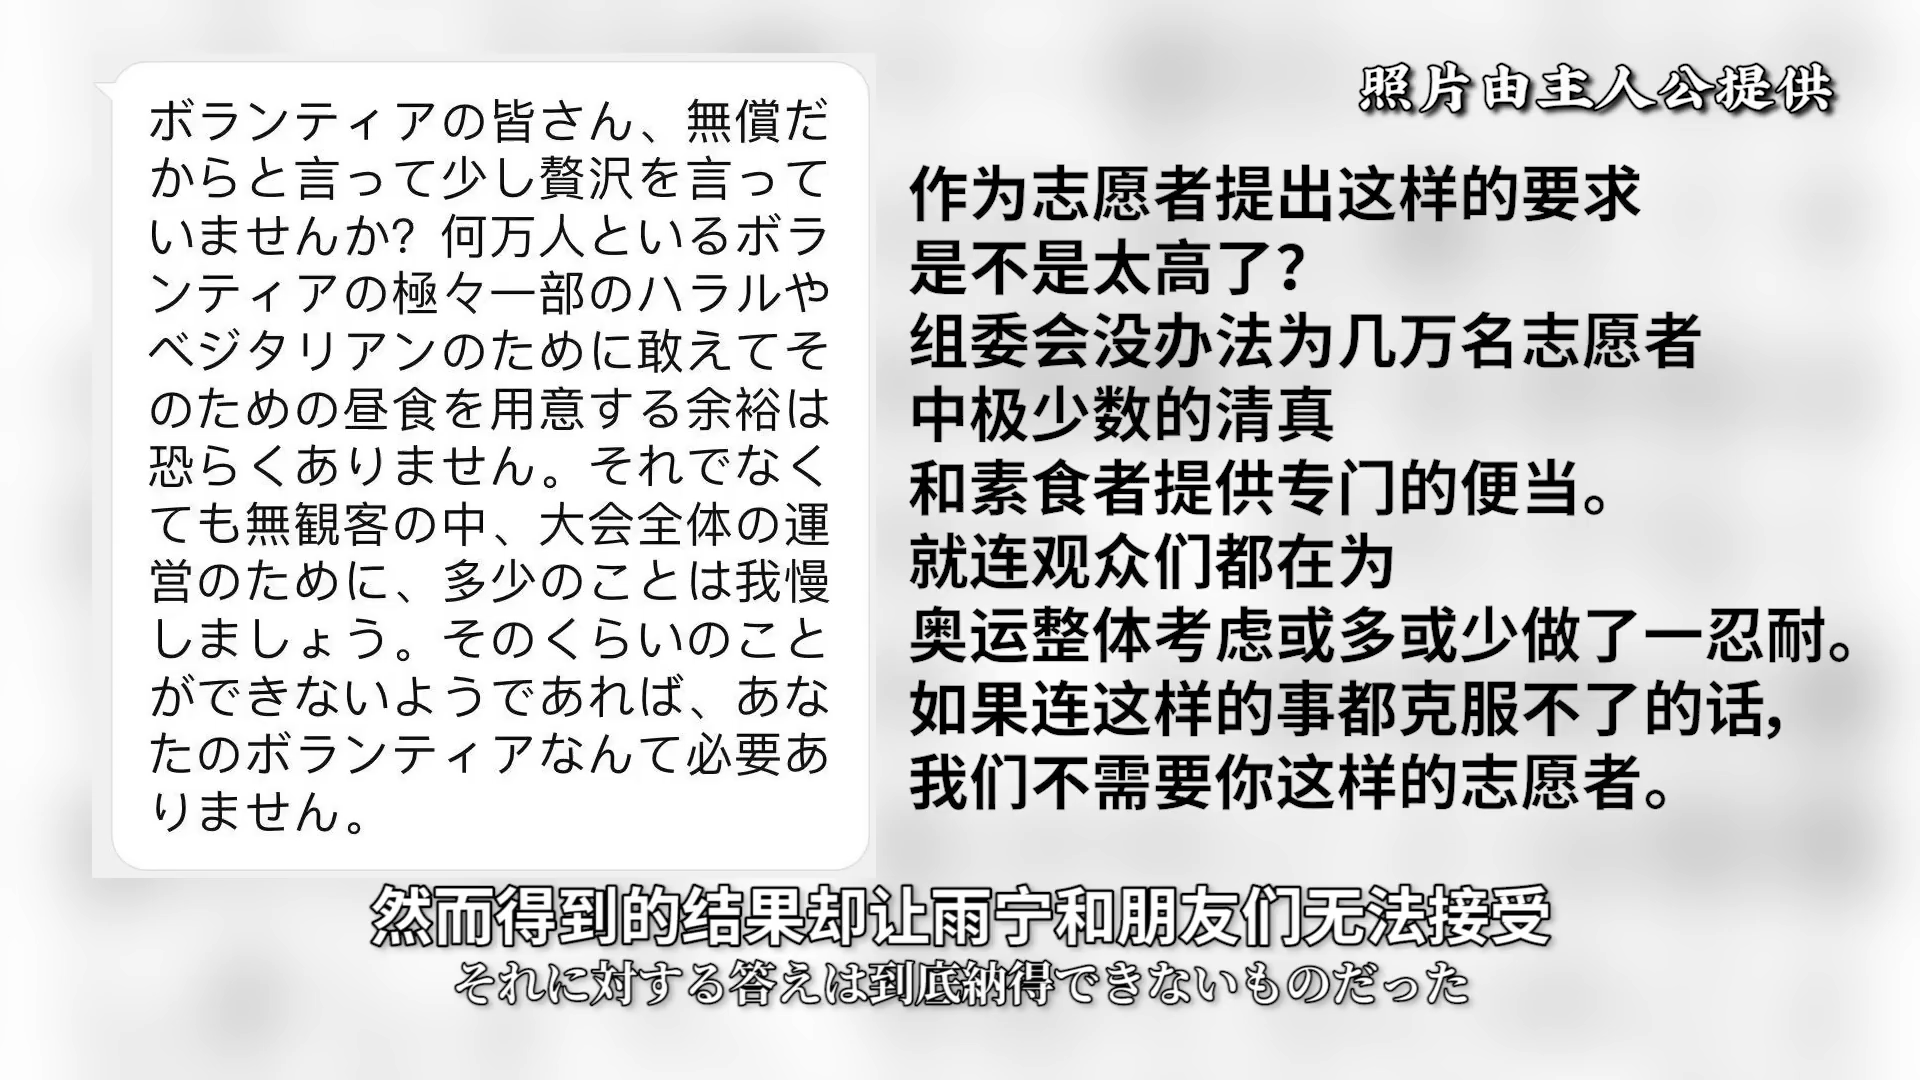 照片由主人公提供
ボランティアの皆さん、無償だ
からと言って少し贅沢を言って
いませんか？何万人といるボラ
ンティアの極々一部のハラルや
ベジタリアンのために敢えてそ
のための昼食を用意する余裕は
恐らくありません。それでなく
ても無観客の中、大会全体の運
営のために、多少のことは我慢
しましょう。そのくらいのこと
ができないようであれば、あな
たのボランティアなんて必要あ
りません。
作为志愿者提出这样的要求
是不是太高了？
组委会没办法为几万名志愿者
中极少数的清真
和素食者提供专门的便当。
就连观众们都在为
奥运整体考虑或多或少做了一忍耐。
如果连这样的事都克服不了的话，
我们不需要你这样的志愿者。
然而得到的结果却让雨宁和朋友们无法接受
それに対する答えは到底納得できないものだった